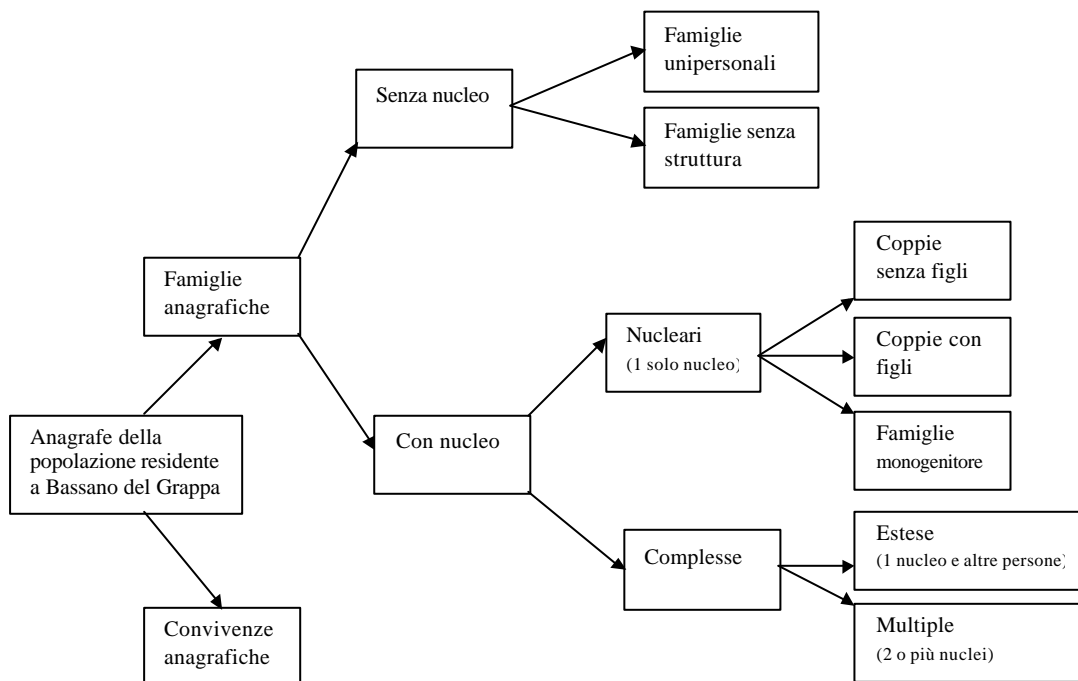 Famiglie
unipersonali
Senza nucleo
Famiglie senza
struttura
Coppie
senza figli
Famiglie
anagrafiche
Nucleari
(1 solo nucleo)
Coppie con
figli
Anagrafe della
popolazione residente
a Bassano del Grappa
Con nucleo
Famiglie
monogenitore
Estese
(1 nucleo e altre persone)
Complesse
Convivenze
anagrafiche
Multiple
(2 o più nuclei)